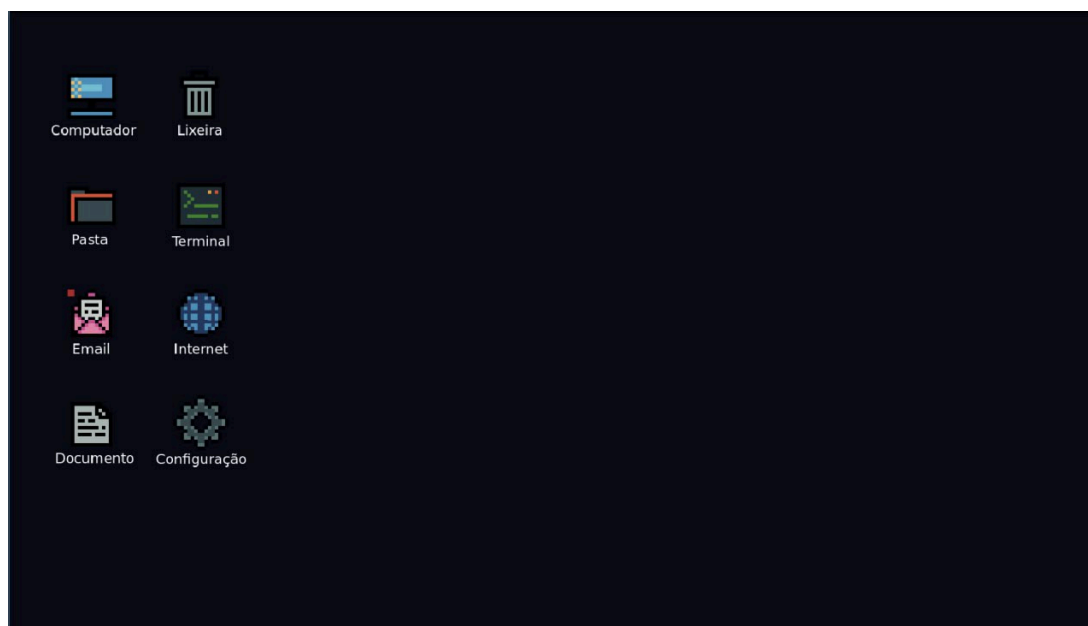 Computador Lixeira
Pasta Terminal
Email Internet
Documento Configuração